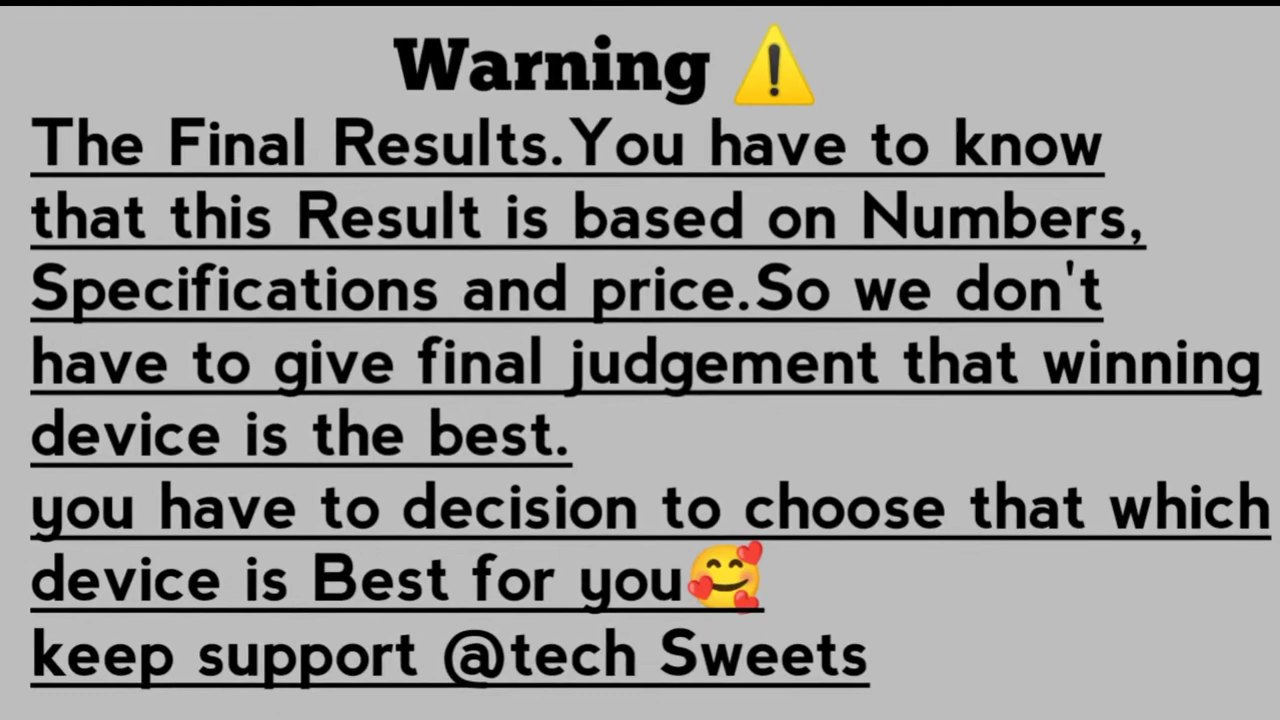 Warning ⚠️
The Final Results.You have to know
that this Result is based on Numbers,
Specifications and price.So we don't
have to give final judgement that winning
device is the best.
you have to decision to choose that which
device is Best for you🥰
keep support @tech Sweets